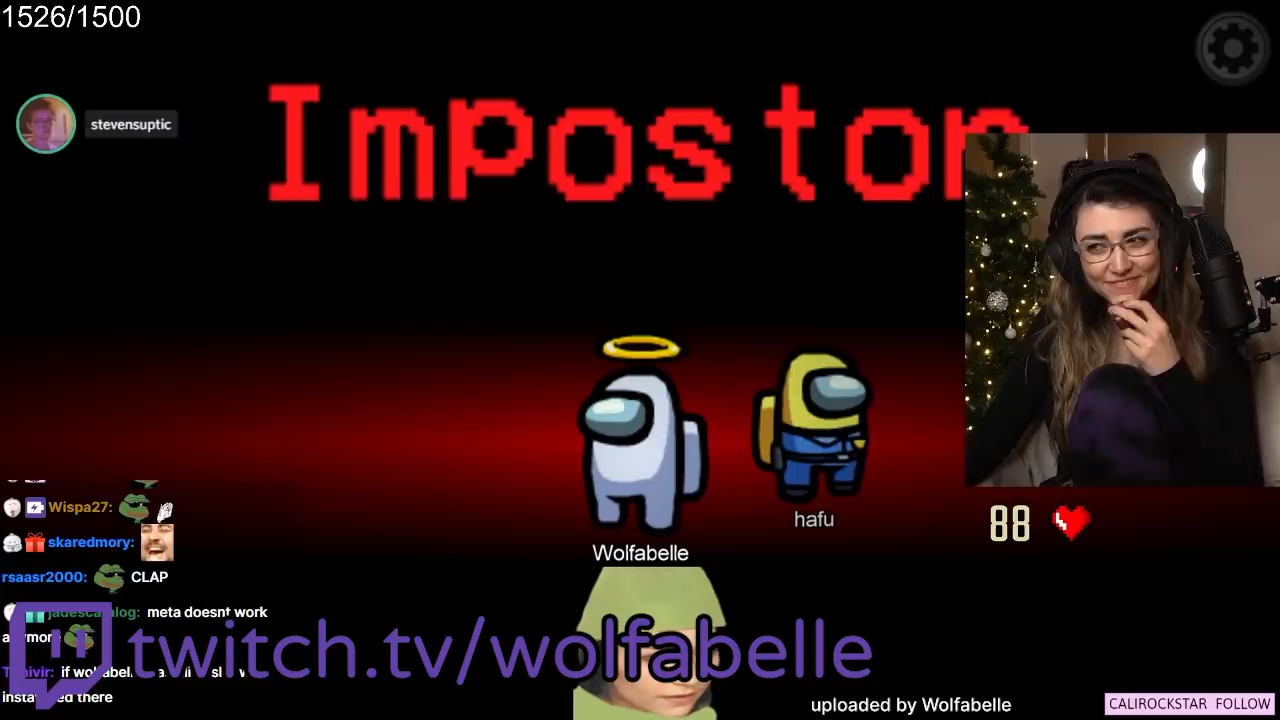 1526/1500
stevensuptic
Impostor
Wolfabelle
hafu
88
Wispa27:
skaredmory:
rsaasr2000: CLAP
meta doesnt work
twitch.tv/wolfabelle
there
uploaded by Wolfabelle
CALIROCKSTAR FOLLOW